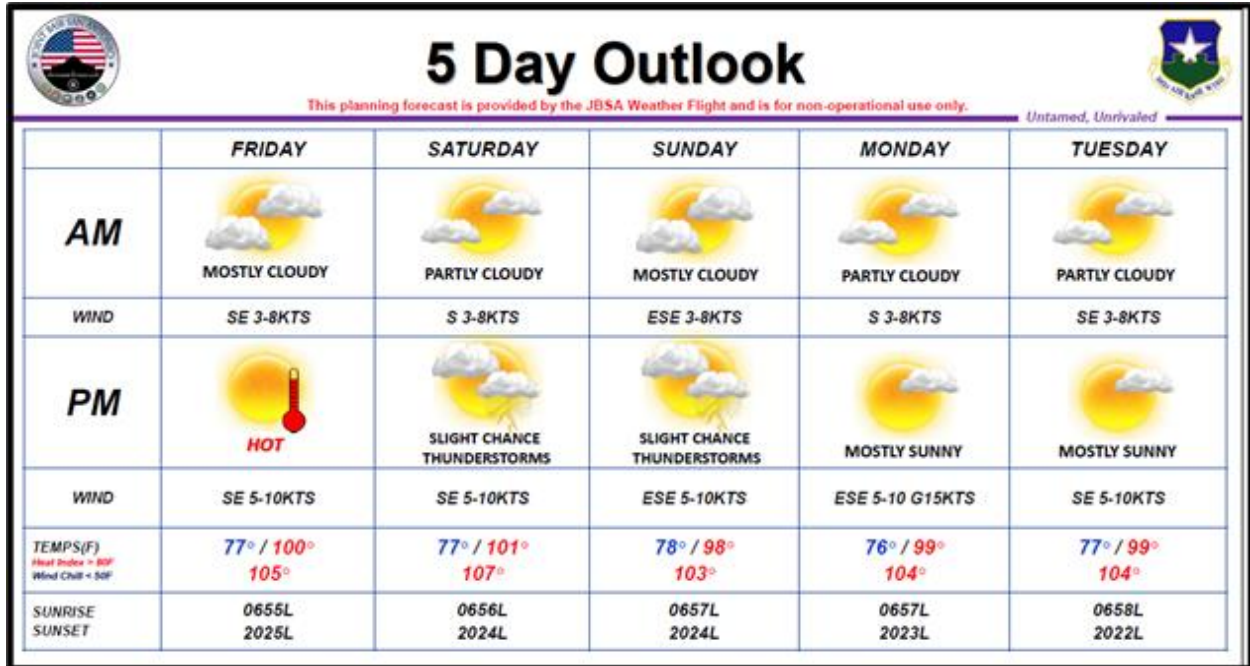 5 Day Outlook
This planning forecast is provided by the JBSA Weather Flight and is for non-operational use only.
Untamed, Unrivaled
FRIDAY SATURDAY SUNDAY MONDAY TUESDAY
AM
MOSTLY CLOUDY PARTLY CLOUDY MOSTLY CLOUDY PARTLY CLOUDY PARTLY CLOUDY
WIND SE 3-8KTS S 3-8KTS ESE 3-8KTS S 3-8KTS SE 3-8KTS
PM
HOT SLIGHT CHANCE SLIGHT CHANCE MOSTLY SUNNY MOSTLY SUNNY
THUNDERSTORMS THUNDERSTORMS
WIND SE 5-10KTS SE 5-10KTS ESE 5-10KTS ESE 5-10 G15KTS SE 5-10KTS
TEMPS(F) 77° / 100° 77° / 101° 78° / 98° 76° / 99° 77° / 99°
Heat Index > 80F 105° 107° 103° 104° 104°
Wind Chill < 50F
SUNRISE 0655L 0656L 0657L 0657L 0658L
SUNSET 2025L 2024L 2024L 2023L 2022L